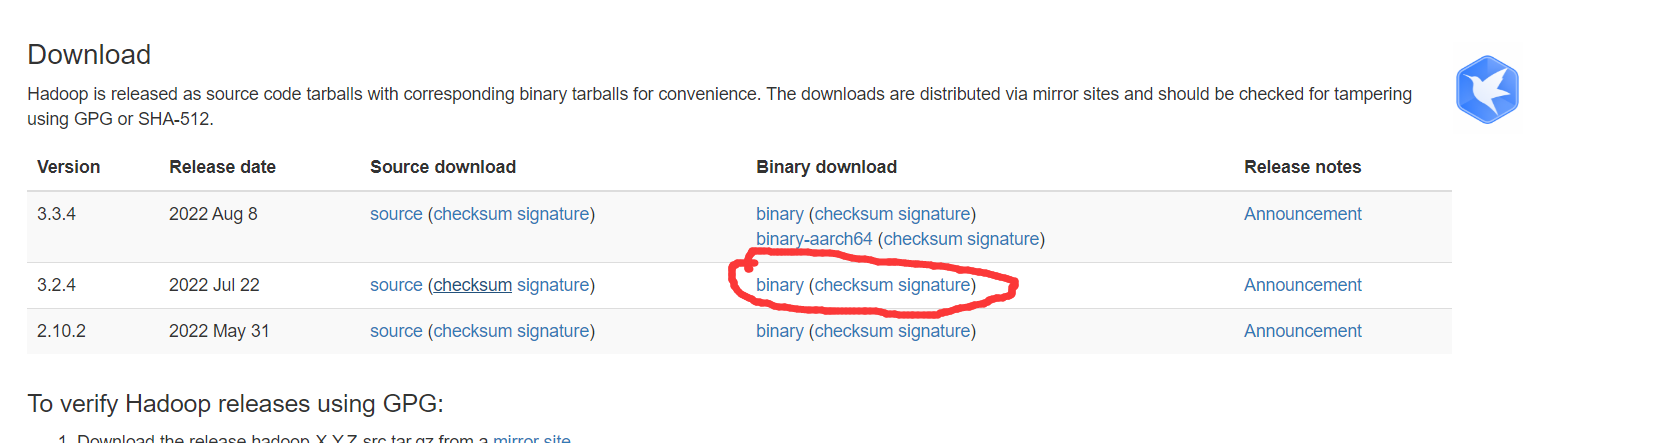 Download
Hadoop is released as source code tarballs with corresponding binary tarballs for convenience. The downloads are distributed via mirror sites and should be checked for tampering
using GPG or SHA-512.
Version Release date Source download Binary download Release notes
3.3.4 2022 Aug 8 source (checksum signature) binary (checksum signature) Announcement
binary-aarch64 (checksum signature)
3.2.4 2022 Jul 22 source (checksum signature) binary (checksum signature) Announcement
2.10.2 2022 May 31 source (checksum signature) binary (checksum signature) Announcement
To verify Hadoop releases using GPG:
1. Download the release hadoop-X.Y.Z-src.tar.gz from a mirror site.